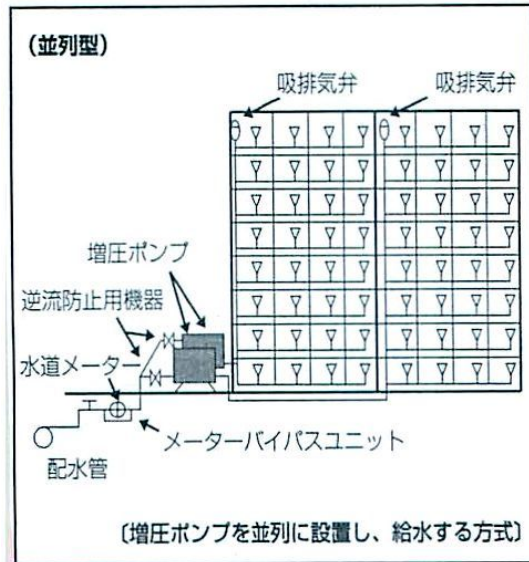 (並列型)
吸排気弁
吸排気弁
増圧ポンプ
逆流防止用機器
水道メーター
メーターバイパスユニット
配水管
〔増圧ポンプを並列に設置し、給水する方式〕